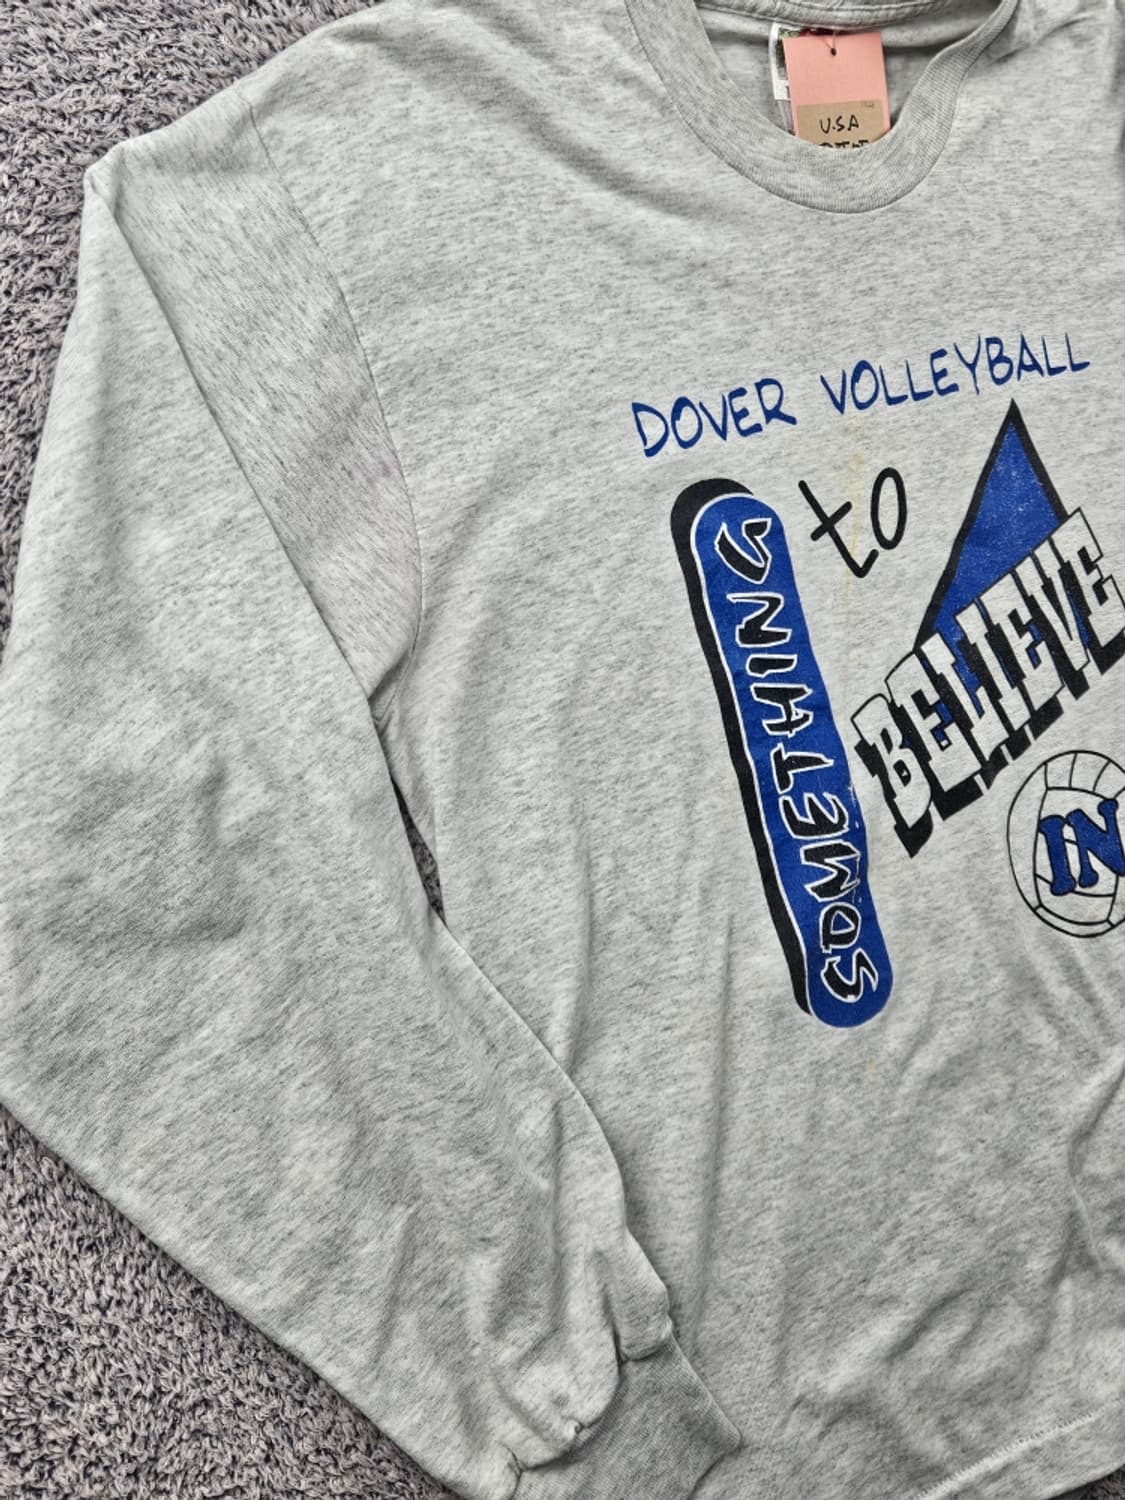 U.S.A
DOVER VOLLEYBALL
SOMETHING
to
BELIEVE
IN